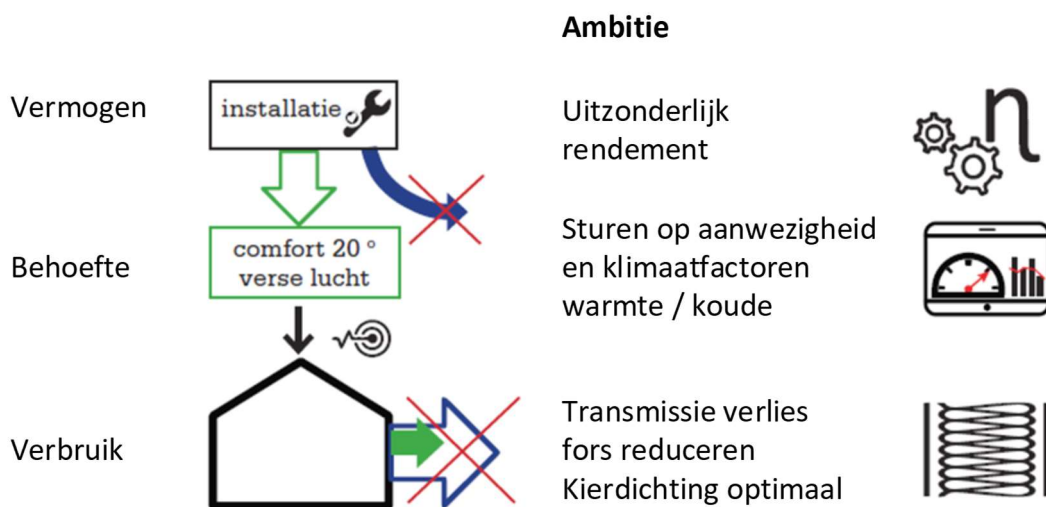 Ambitie
Vermogen
installatie
Uitzonderlijk
rendement
η
Behoefte
comfort 20 °
verse lucht
Sturen op aanwezigheid
en klimaatfactoren
warmte / koude
Verbruik
Transmissie verlies
fors reduceren
Kierdichting optimaal